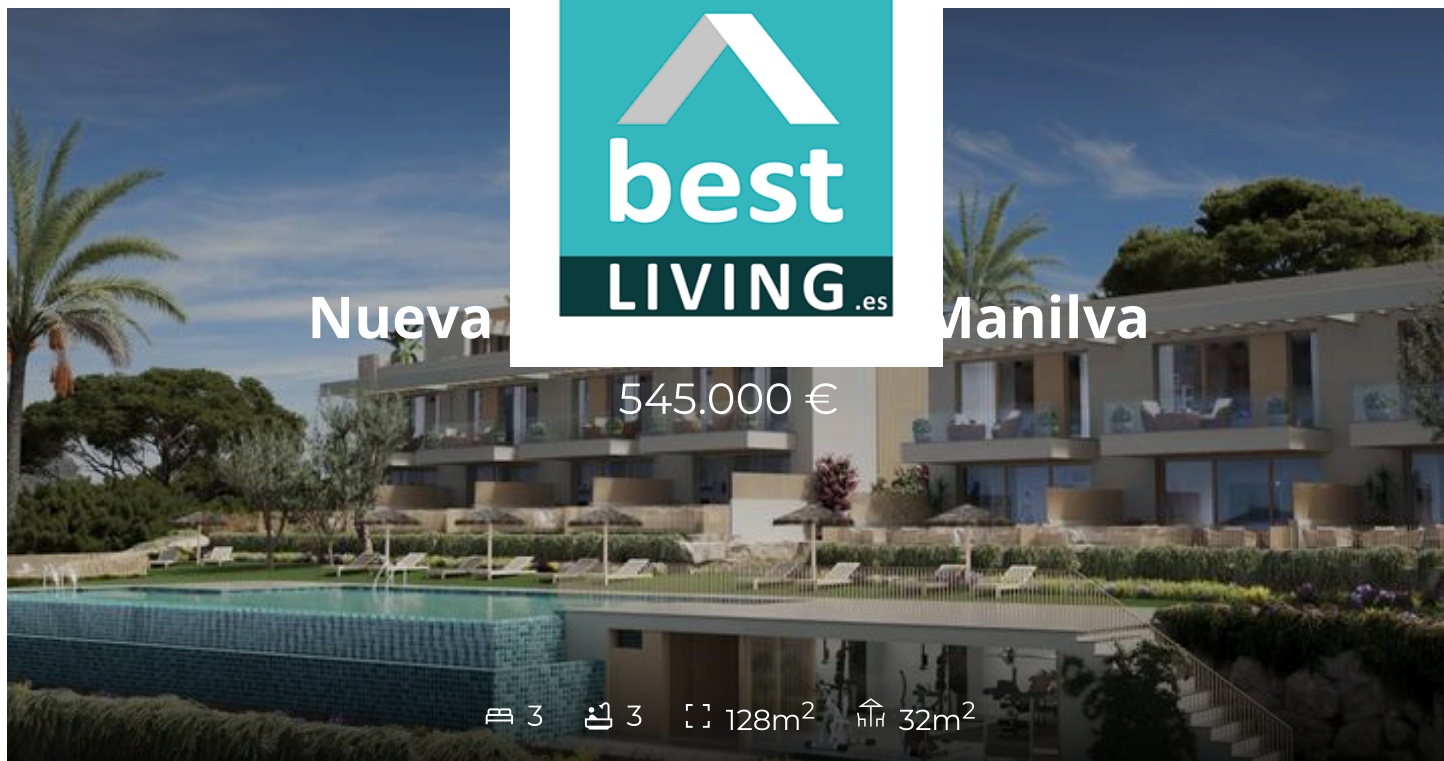 best
LIVING.es
Nueva Manilva
545.000 €
3 3 128m² 32m²